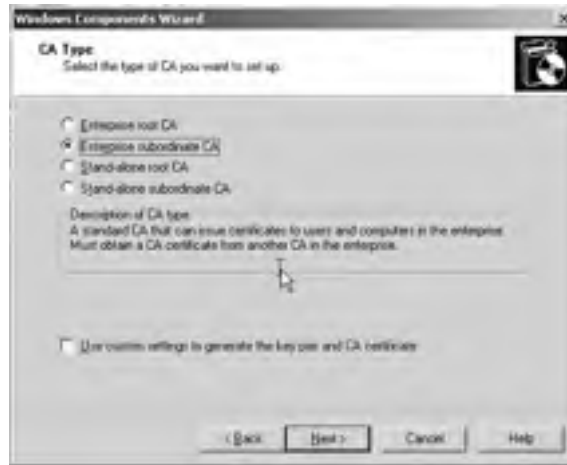 Windows Components Wizard
CA Type
Select the type of CA you want to set up.
Enterprise root CA
Enterprise subordinate CA
Stand-alone root CA
Stand-alone subordinate CA
Description of CA type
A standard CA that can issue certificates to users and computers in the enterprise.
Must obtain a CA certificate from another CA in the enterprise.
Use custom settings to generate the key pair and CA certificate
< Back
Next >
Cancel
Help